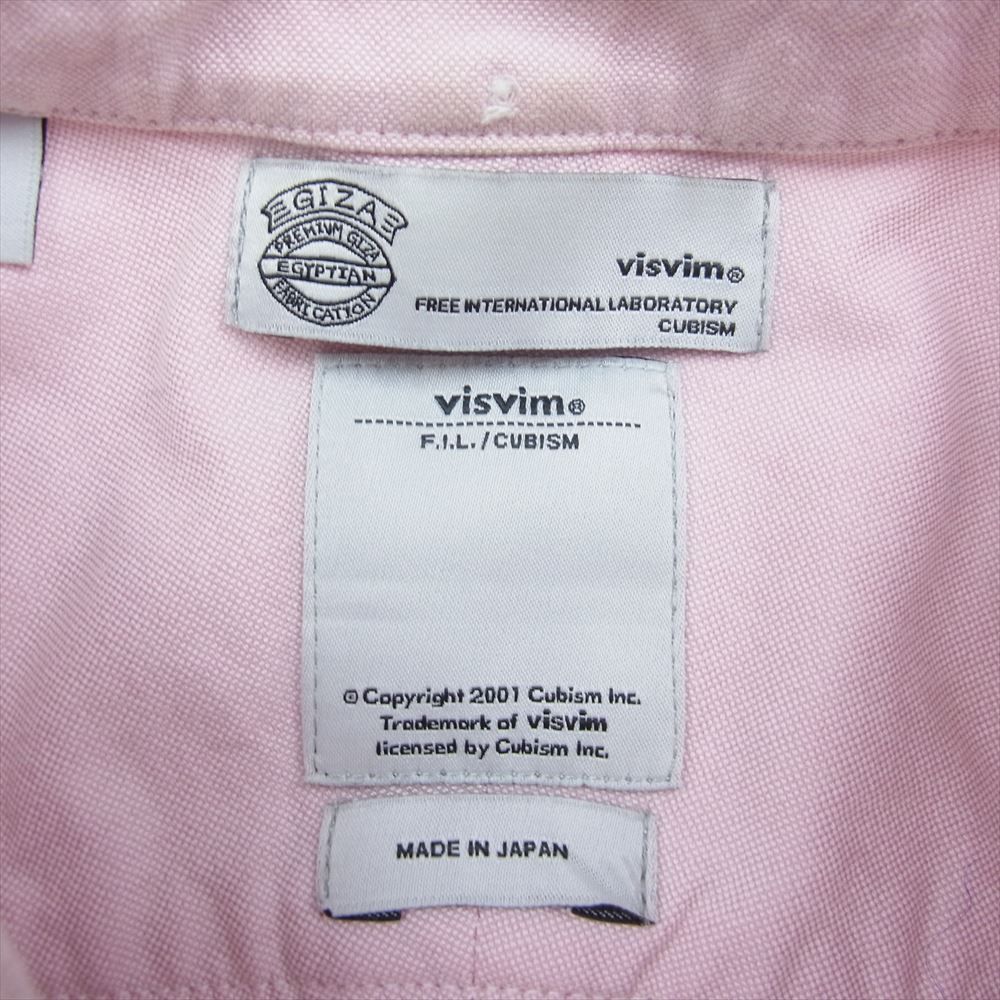 GIZA
PREMIUM GIZA
EGYPTIAN
FABRICATION
visvim®
FREE INTERNATIONAL LABORATORY
CUBISM
visvim®
F.I.L./CUBISM
© Copyright 2001 Cubism Inc.
Trademark of visvim
licensed by Cubism Inc.
MADE IN JAPAN